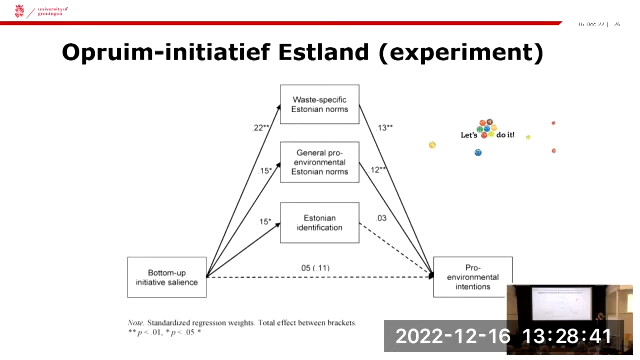 university of
groningen
Opruim-initiatief Estland (experiment)
Waste-specific
Estonian norms
.22**
.13**
Let's do it!
General pro-
environmental
Estonian norms
.15*
.12**
Estonian
identification
.15*
.03
.05 (.11)
Bottom-up
initiative salience
Pro-
environmental
intentions
Note. Standardized regression weights. Total effect between brackets.
** p < .01, * p < .05 *
2022-12-16 13:28:41